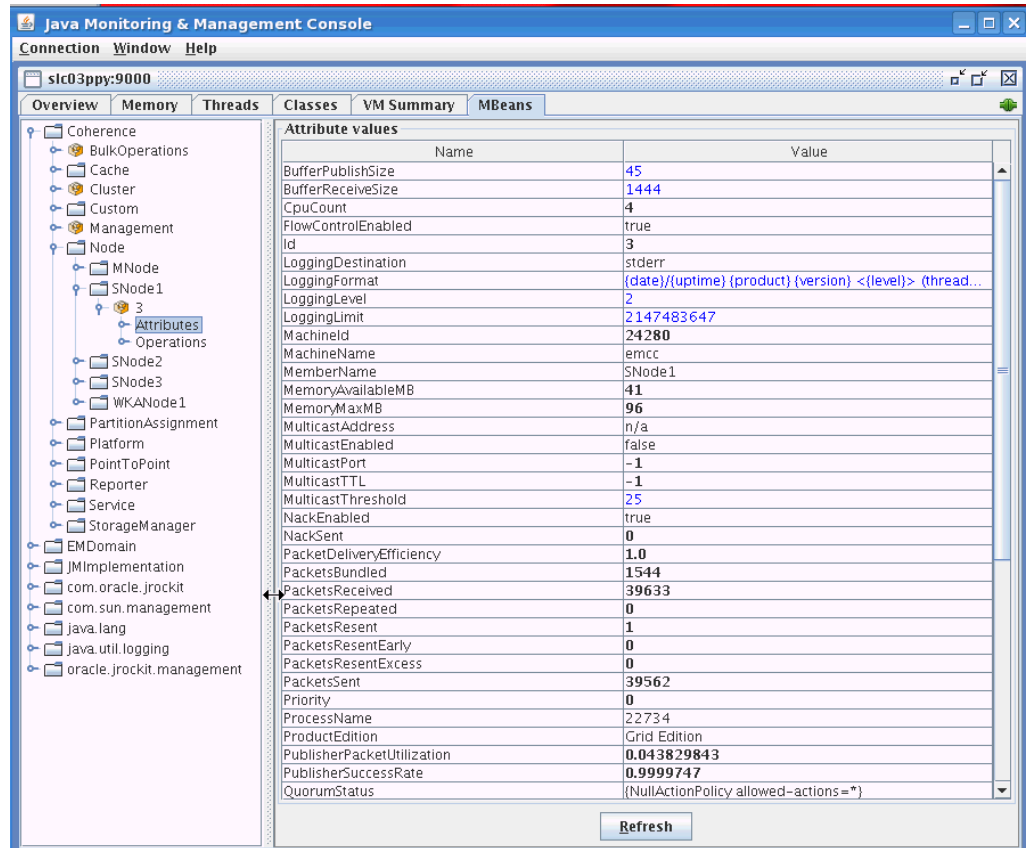 Java Monitoring & Management Console
Connection Window Help
slc03ppy:9000
Overview Memory Threads Classes VM Summary MBeans
Coherence
BulkOperations
Cache
Cluster
Custom
Management
Node
MNode
SNode1
3
Attributes
Operations
SNode2
SNode3
WKANode1
PartitionAssignment
Platform
PointToPoint
Reporter
Service
StorageManager
EMDomain
JMImplementation
com.oracle.jrockit
com.sun.management
java.lang
java.util.logging
oracle.jrockit.management
Attribute values
Name Value
BufferPublishSize 45
BufferReceiveSize 1444
CpuCount 4
FlowControlEnabled true
Id 3
LoggingDestination stderr
LoggingFormat {date}/{uptime} {product} {version} <{level}> (thread...
LoggingLevel 2
LoggingLimit 2147483647
MachineId 24280
MachineName emcc
MemberName SNode1
MemoryAvailableMB 41
MemoryMaxMB 96
MulticastAddress n/a
MulticastEnabled false
MulticastPort -1
MulticastTTL -1
MulticastThreshold 25
NackEnabled true
NackSent 0
PacketDeliveryEfficiency 1.0
PacketsBundled 1544
PacketsReceived 39633
PacketsRepeated 0
PacketsResent 1
PacketsResentEarly 0
PacketsResentExcess 0
PacketsSent 39562
Priority 0
ProcessName 22734
ProductEdition Grid Edition
PublisherPacketUtilization 0.043829843
PublisherSuccessRate 0.9999747
QuorumStatus {NullActionPolicy allowed-actions=*}
Refresh